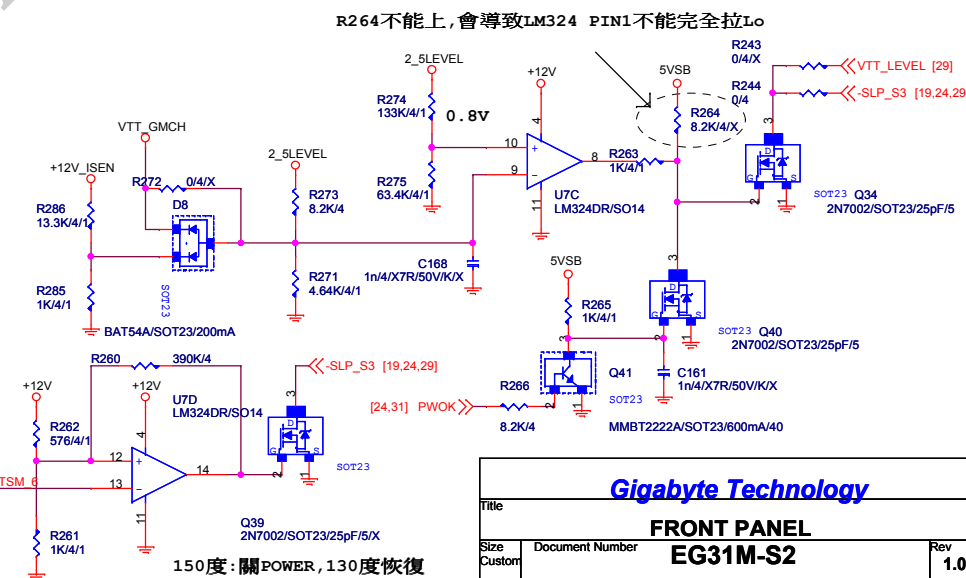 R264不能上,會導致LM324 PIN1不能完全拉Lo
R243
0/4/X
VTT_LEVEL [29]
R244
0/4
-SLP_S3 [19,24,29
2_5LEVEL
+12V
5VSB
R274
133K/4/1
0.8V
R264
8.2K/4/X
VTT_GMCH
3
D
G
S
2
1
SOT23
Q34
2N7002/SOT23/25pF/5
4
10
+
9
-
8
11
R263
1K/4/1
U7C
LM324DR/SO14
2_5LEVEL
+12V_ISEN
R272
0/4/X
R275
63.4K/4/1
R286
13.3K/4/1
D8
R273
8.2K/4
C168
1n/4/X7R/50V/K/X
5VSB
3
D
G
S
2
1
SOT23
Q40
2N7002/SOT23/25pF/5
R285
1K/4/1
SOT23
R271
4.64K/4/1
R265
1K/4/1
BAT54A/SOT23/200mA
R260
390K/4
-SLP_S3 [19,24,29]
3
Q41
C161
1n/4/X7R/50V/K/X
SOT23
R266
8.2K/4
[24,31] PWOK
2
1
MMBT2222A/SOT23/600mA/40
+12V
+12V
U7D
LM324DR/SO14
R262
576/4/1
4
12
+
13
-
14
11
3
D
G
S
2
1
SOT23
TSM_6
R261
1K/4/1
Q39
2N7002/SOT23/25pF/5/X
150度:關POWER,130度恢復
Gigabyte Technology
Title
FRONT PANEL
Size
Custom
Document Number
EG31M-S2
Rev
1.0